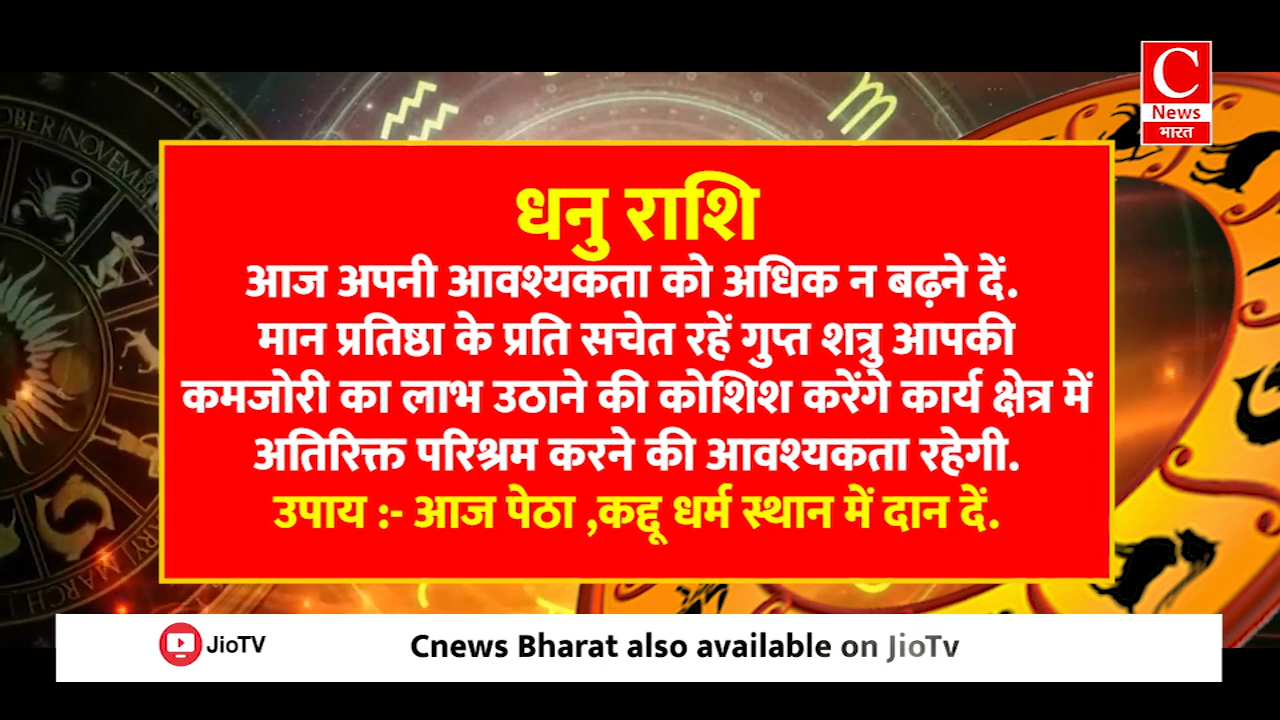 C
News
भारत
धनु राशि
आज अपनी आवश्यकता को अधिक न बढ़ने दें.
मान प्रतिष्ठा के प्रति सचेत रहें गुप्त शत्रु आपकी
कमजोरी का लाभ उठाने की कोशिश करेंगे कार्य क्षेत्र में
अतिरिक्त परिश्रम करने की आवश्यकता रहेगी.
उपाय :- आज पेठा ,कद्दू धर्म स्थान में दान दें.
JioTV
Cnews Bharat also available on JioTv